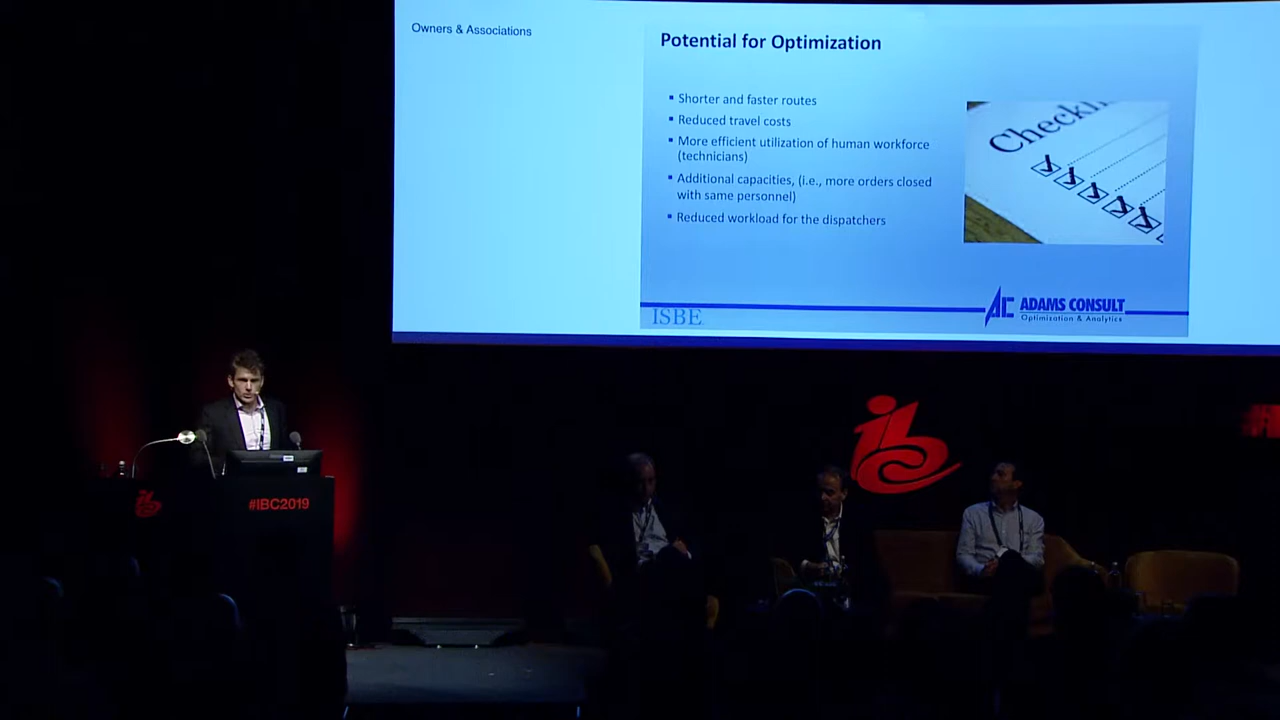 Owners & Associations
Potential for Optimization
▪ Shorter and faster routes
▪ Reduced travel costs
▪ More efficient utilization of human workforce
(technicians)
▪ Additional capacities, (i.e., more orders closed
with same personnel)
▪ Reduced workload for the dispatchers
ISBE
AC ADAMS CONSULT
Optimization & Analytics
ibc
#IBC2019